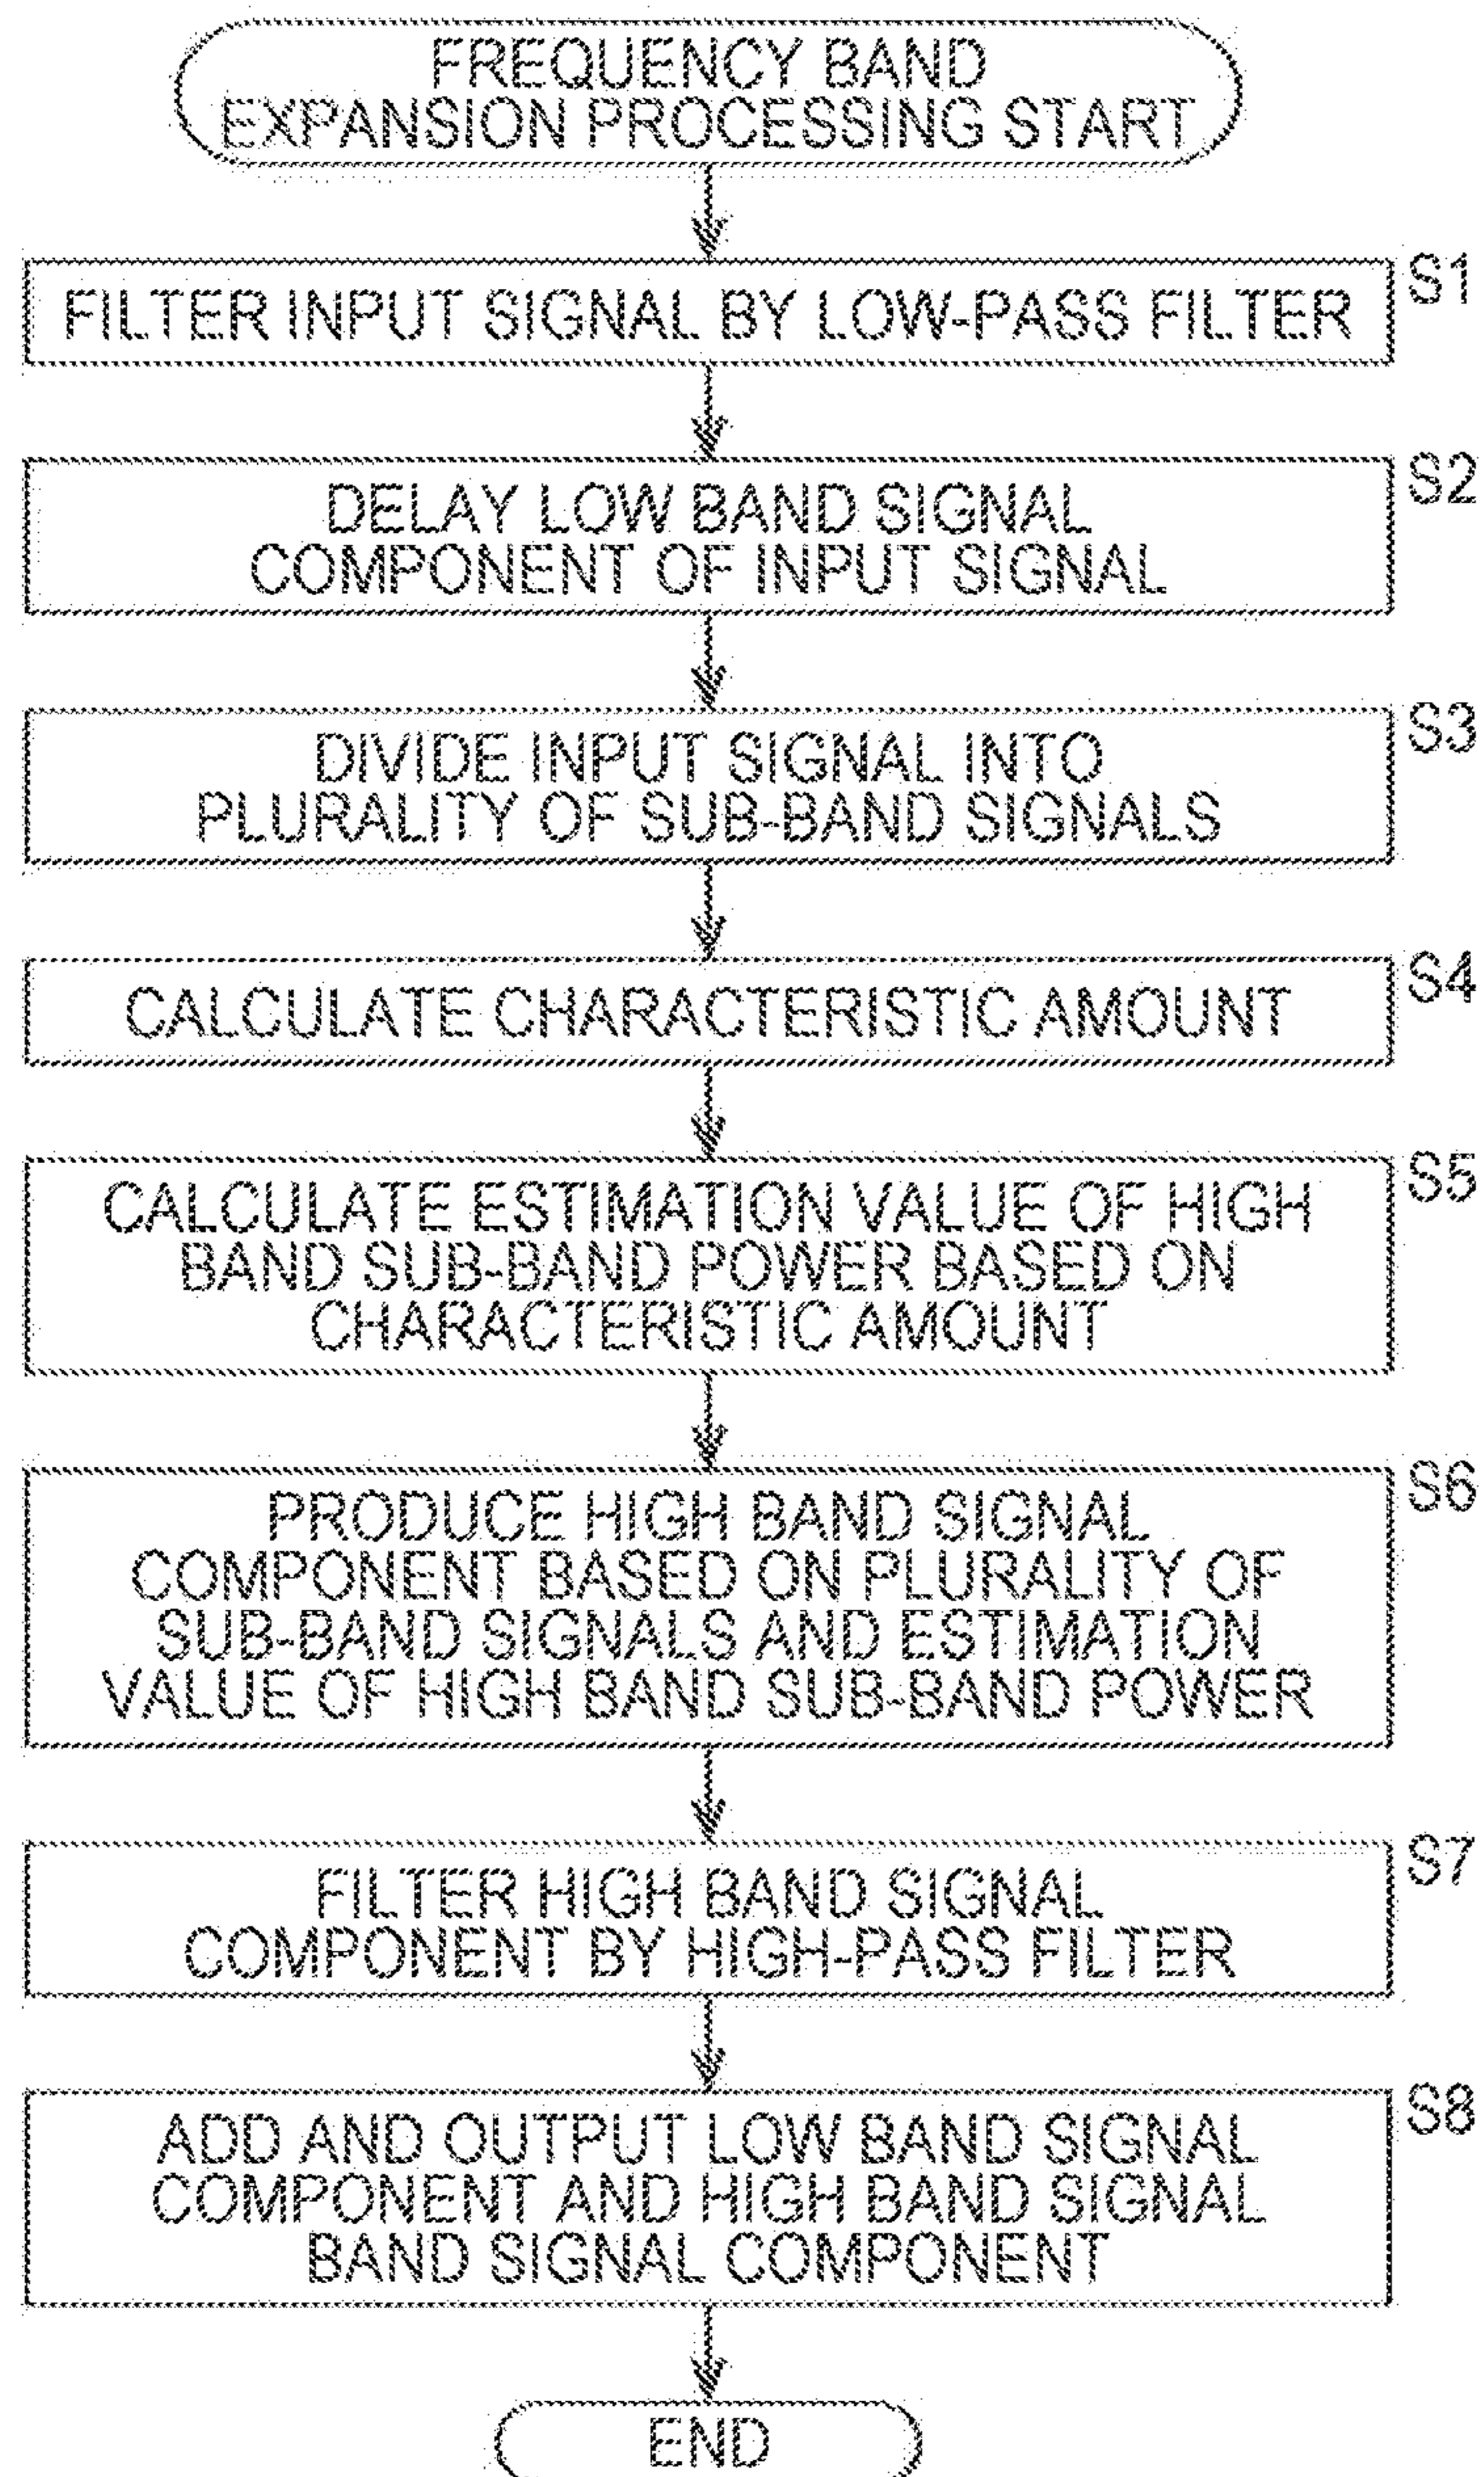 FREQUENCY BAND
EXPANSION PROCESSING START
S1
FILTER INPUT SIGNAL BY LOW-PASS FILTER
S2
DELAY LOW BAND SIGNAL
COMPONENT OF INPUT SIGNAL
S3
DIVIDE INPUT SIGNAL INTO
PLURALITY OF SUB-BAND SIGNALS
S4
CALCULATE CHARACTERISTIC AMOUNT
S5
CALCULATE ESTIMATION VALUE OF HIGH
BAND SUB-BAND POWER BASED ON
CHARACTERISTIC AMOUNT
S6
PRODUCE HIGH BAND SIGNAL
COMPONENT BASED ON PLURALITY OF
SUB-BAND SIGNALS AND ESTIMATION
VALUE OF HIGH BAND SUB-BAND POWER
S7
FILTER HIGH BAND SIGNAL
COMPONENT BY HIGH-PASS FILTER
S8
ADD AND OUTPUT LOW BAND SIGNAL
COMPONENT AND HIGH BAND SIGNAL
BAND SIGNAL COMPONENT
END